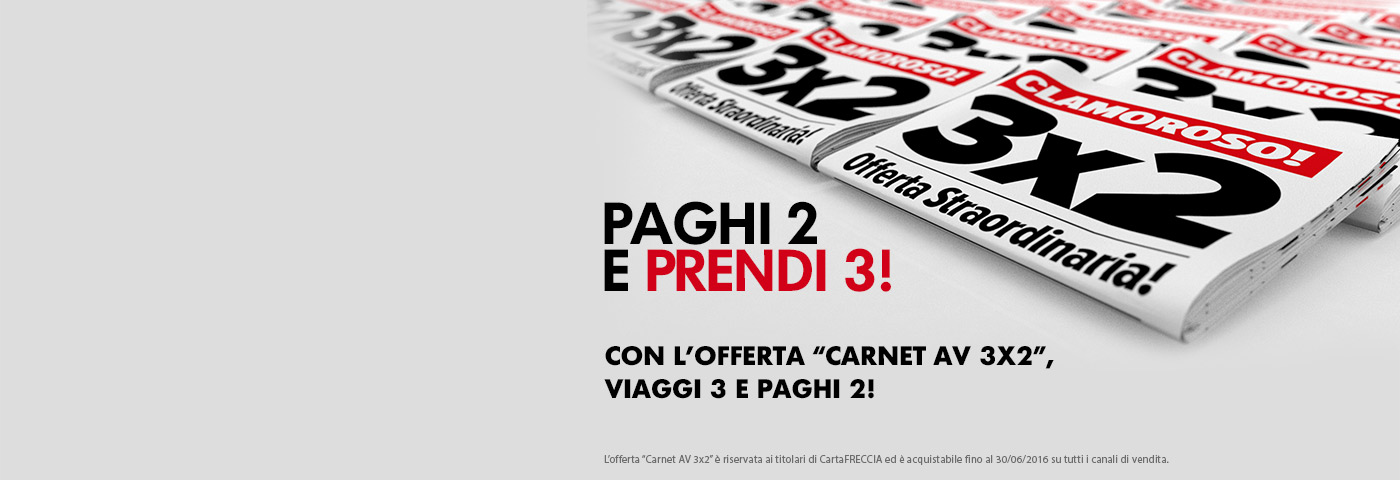 CLAMOROSO!
3x2
Offerta Straordinaria!
CLAMOROSO!
3x2
Offerta Straordinaria!
PAGHI 2
E PRENDI 3!
CON L'OFFERTA “CARNET AV 3X2”,
VIAGGI 3 E PAGHI 2!
L'offerta “Carnet AV 3x2” è riservata ai titolari di CartaFRECCIA ed è acquistabile fino al 30/06/2016 su tutti i canali di vendita.